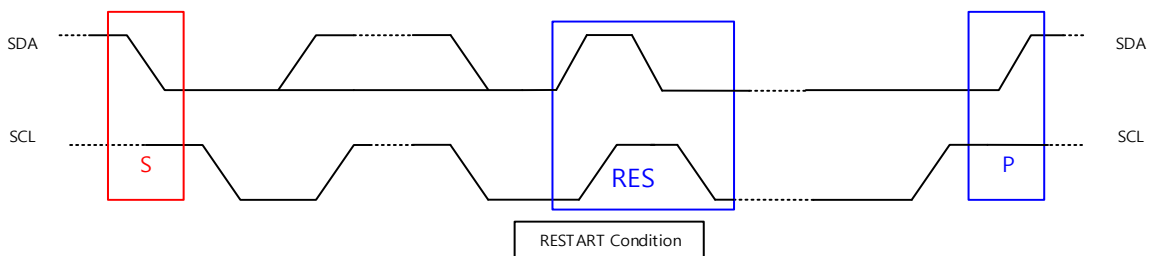 SDA
SDA
SCL
SCL
S
RES
P
RESTART Condition